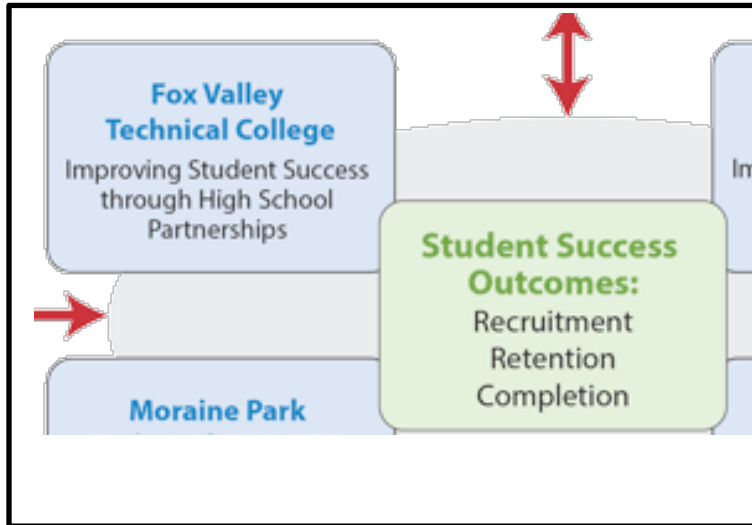 Fox Valley
Technical College
Improving Student Success
through High School
Partnerships
Student Success
Outcomes:
Recruitment
Retention
Completion
Moraine Park